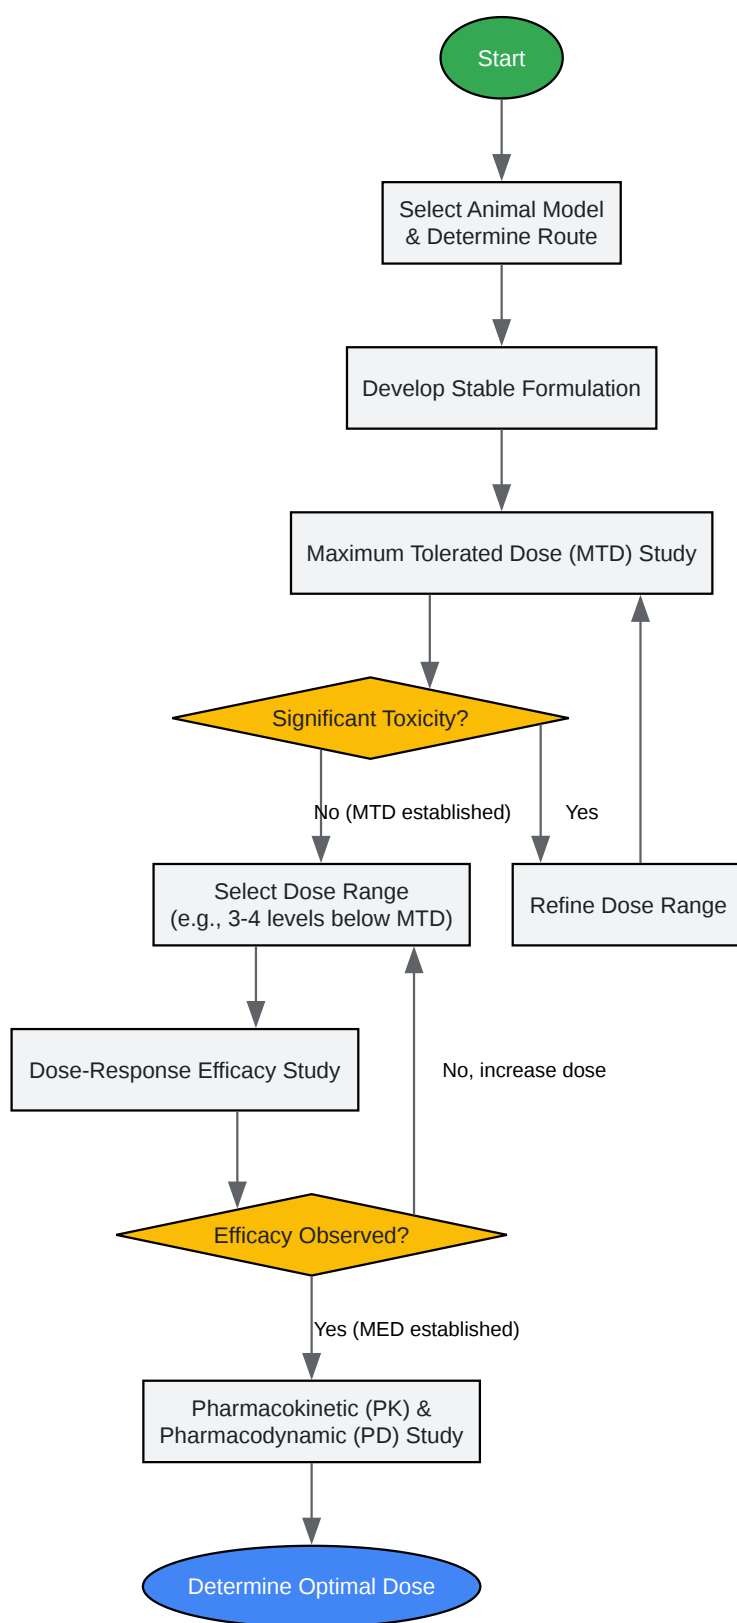 Start
Select Animal Model
& Determine Route
Develop Stable Formulation
Maximum Tolerated Dose (MTD) Study
Significant Toxicity?
No (MTD established)
Yes
Select Dose Range
(e.g., 3-4 levels below MTD)
Refine Dose Range
Dose-Response Efficacy Study
No, increase dose
Efficacy Observed?
Yes (MED established)
Pharmacokinetic (PK) &
Pharmacodynamic (PD) Study
Determine Optimal Dose